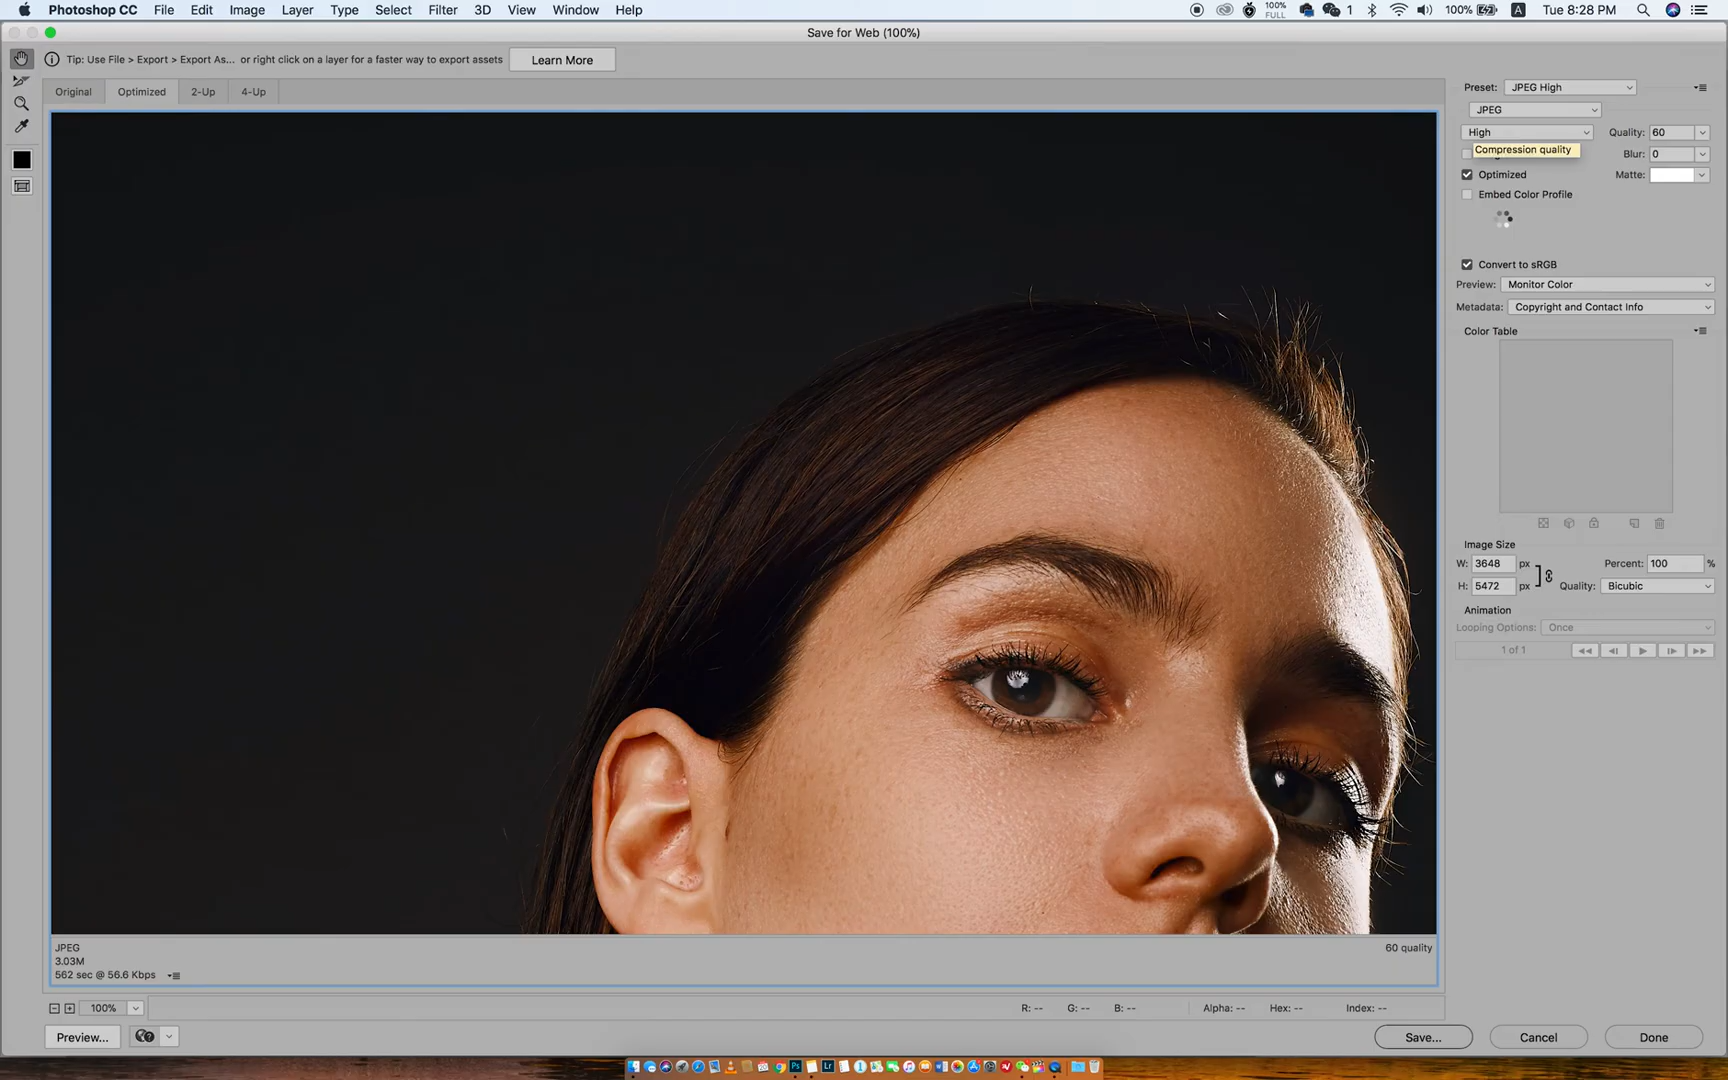 Photoshop CC File Edit Image Layer Type Select Filter 3D View Window Help 100% FULL 1 100% A Tue 8:28 PM
Save for Web (100%)
Tip: Use File > Export > Export As... or right click on a layer for a faster way to export assets Learn More
Original Optimized 2-Up 4-Up
Preset: JPEG High
JPEG
High Quality: 60
Compression quality
Blur: 0
Optimized Matte:
Embed Color Profile
Convert to sRGB
Preview: Monitor Color
Metadata: Copyright and Contact Info
Color Table
Image Size
W: 3648 px Percent: 100 %
H: 5472 px Quality: Bicubic
Animation
Looping Options: Once
1 of 1
JPEG 60 quality
3.03M
562 sec @ 56.6 Kbps
100% R: -- G: -- B: -- Alpha: -- Hex: -- Index: --
Preview... Save... Cancel Done
Ps Lr